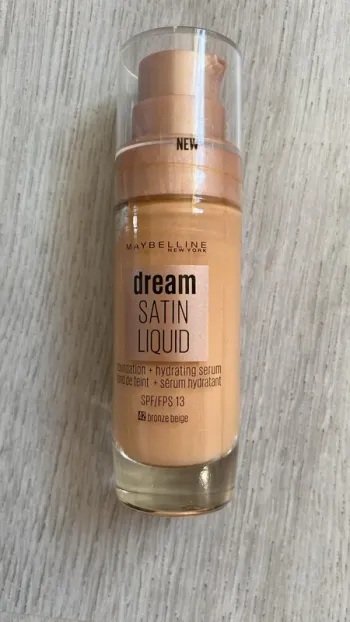 NEW
MAYBELLINE
NEW YORK
dream
SATIN
LIQUID
foundation + hydrating serum
fond de teint + sérum hydratant
SPF/FPS 13
42 bronze beige